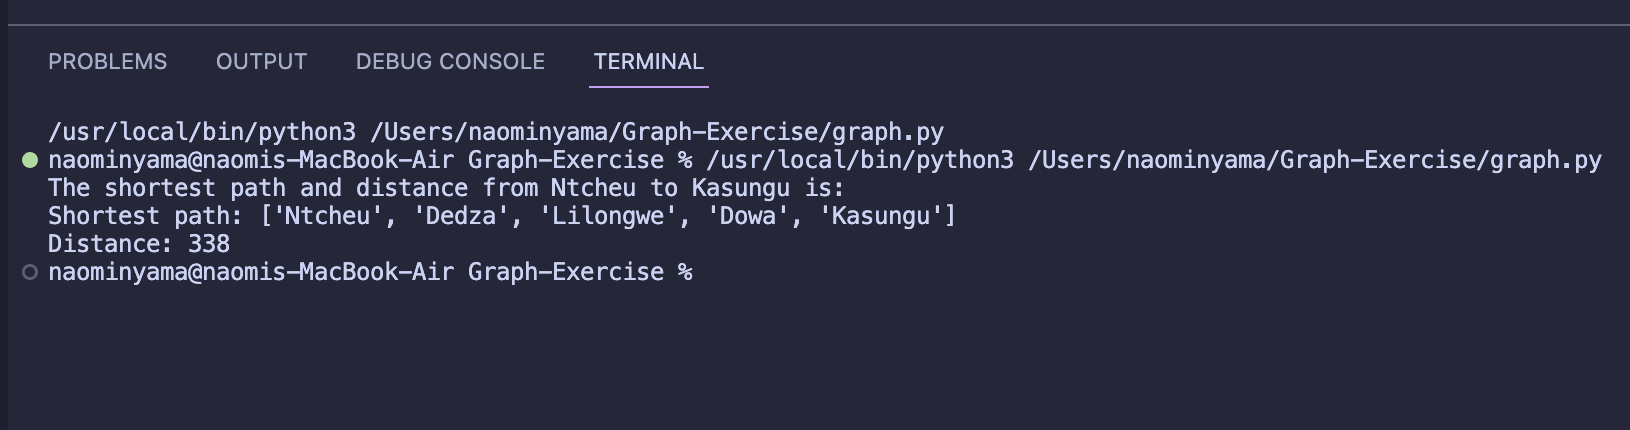 PROBLEMS OUTPUT DEBUG CONSOLE TERMINAL
/usr/local/bin/python3 /Users/naominyama/Graph-Exercise/graph.py
naominyama@naomis-MacBook-Air Graph-Exercise % /usr/local/bin/python3 /Users/naominyama/Graph-Exercise/graph.py
The shortest path and distance from Ntcheu to Kasungu is:
Shortest path: ['Ntcheu', 'Dedza', 'Lilongwe', 'Dowa', 'Kasungu']
Distance: 338
naominyama@naomis-MacBook-Air Graph-Exercise %